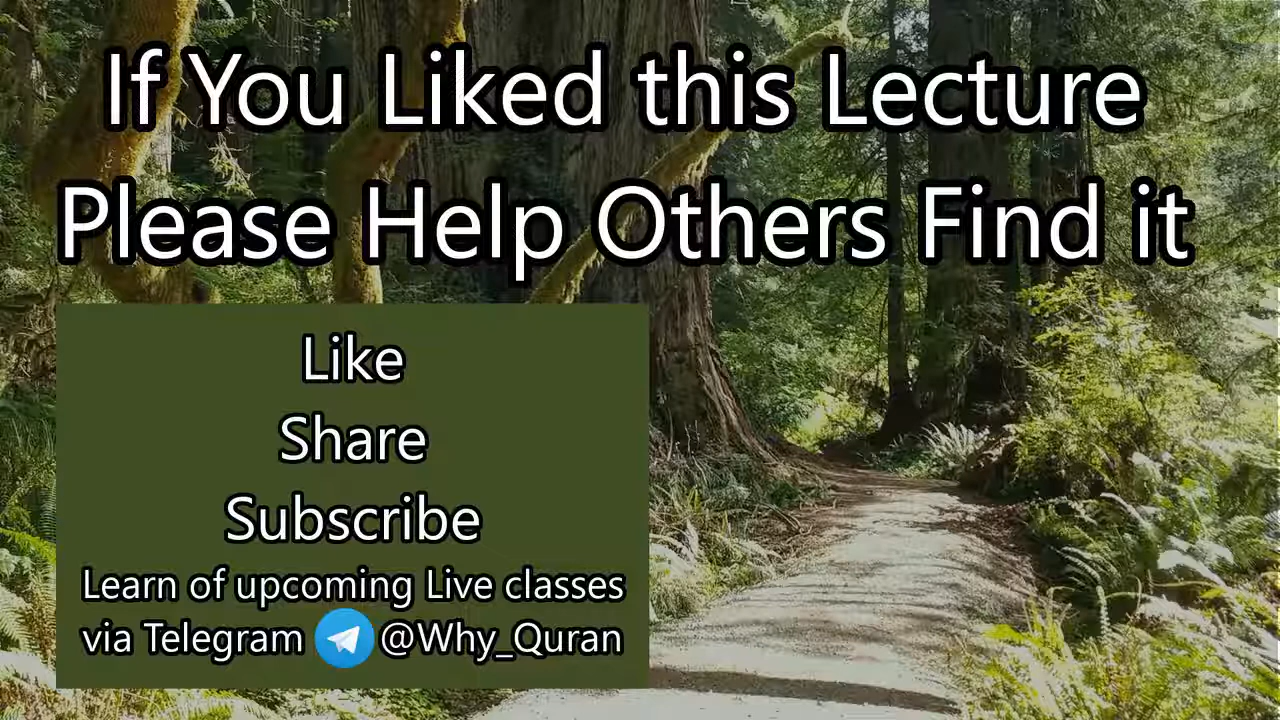 If You Liked this Lecture
Please Help Others Find it
Like
Share
Subscribe
Learn of upcoming Live classes
via Telegram @Why_Quran